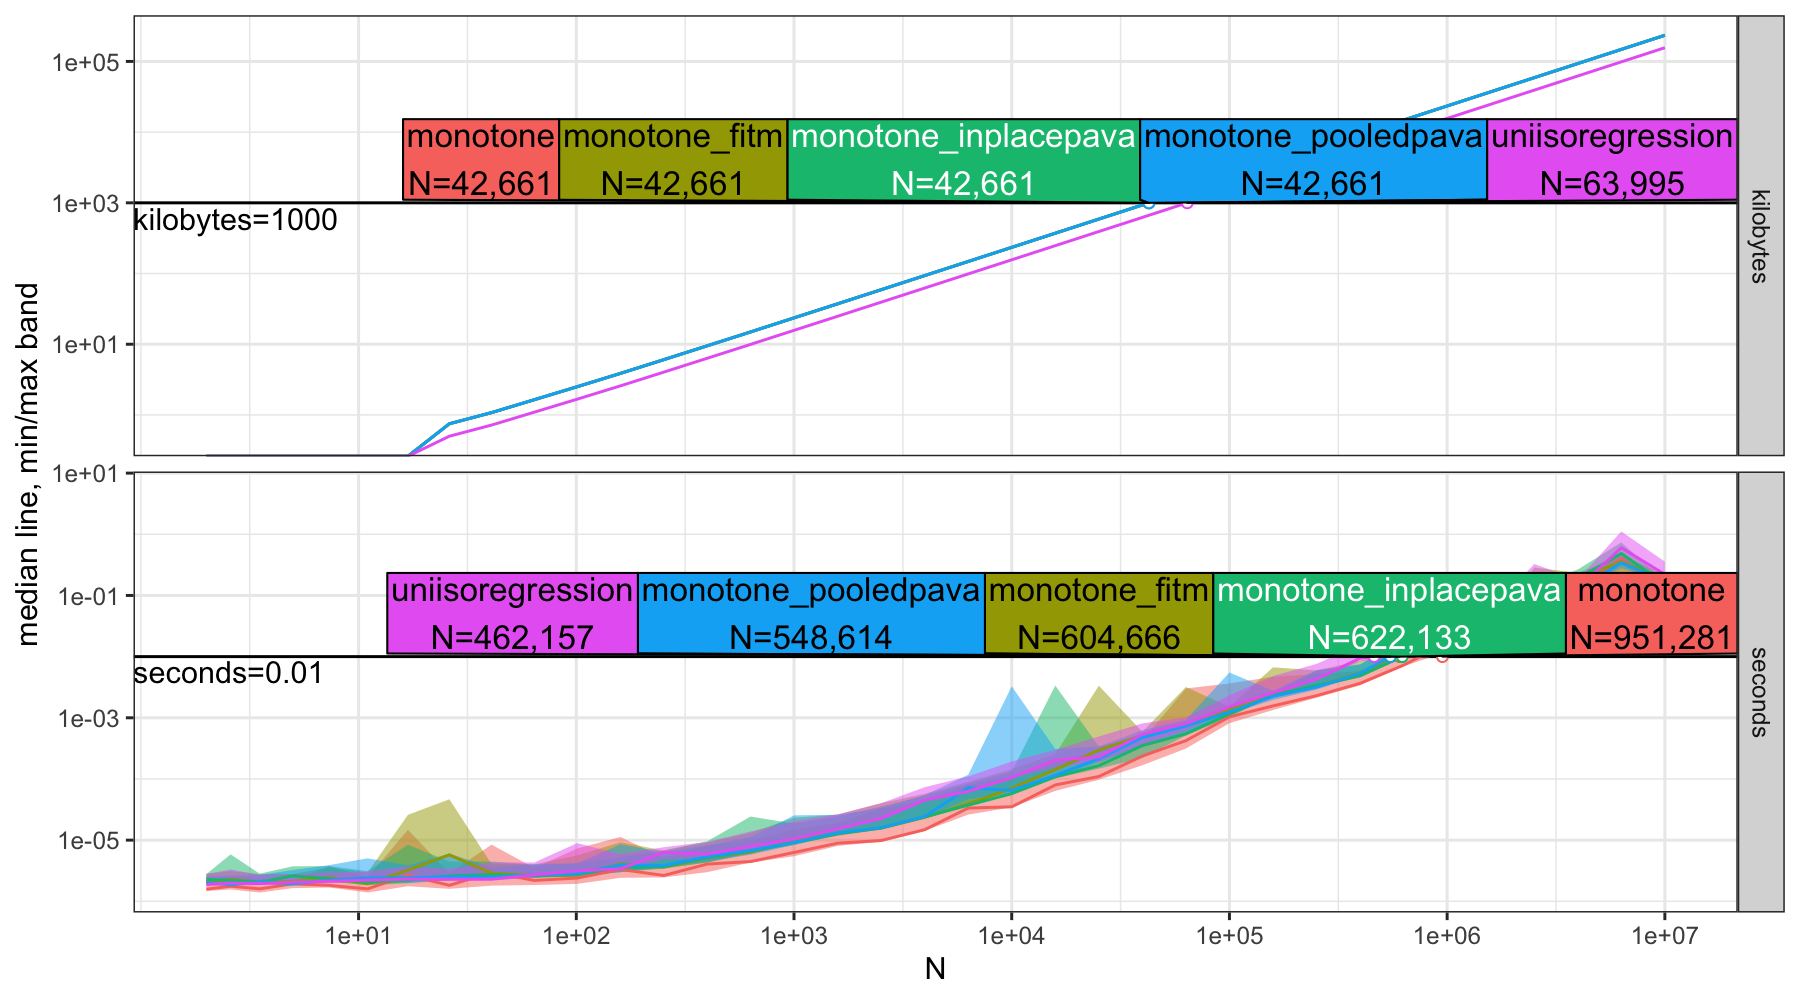 median line, min/max band
1e+05
1e+03
1e+01
monotone
N=42,661
monotone_fitm
N=42,661
monotone_inplacepava
N=42,661
monotone_pooledpava
N=42,661
uniisoregression
N=63,995
kilobytes=1000
kilobytes
1e+01
1e-01
1e-03
1e-05
uniisoregression
N=462,157
monotone_pooledpava
N=548,614
monotone_fitm
N=604,666
monotone_inplacepava
N=622,133
monotone
N=951,281
seconds=0.01
seconds
1e+01 1e+02 1e+03 1e+04 1e+05 1e+06 1e+07
N